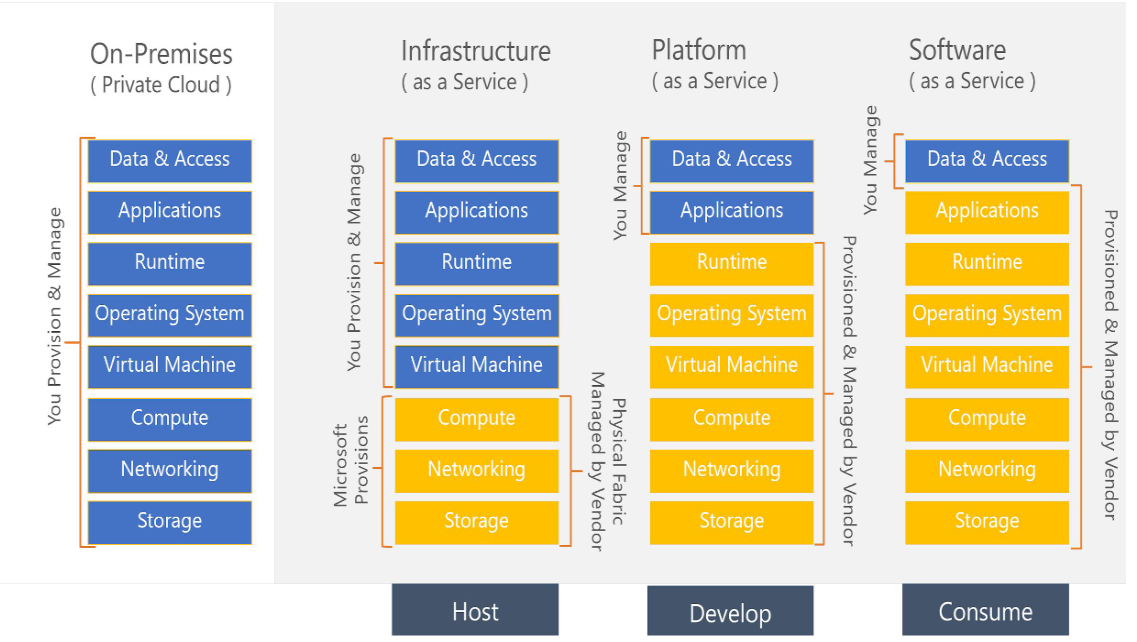 On-Premises
( Private Cloud )
You Provision & Manage
Data & Access
Applications
Runtime
Operating System
Virtual Machine
Compute
Networking
Storage
Infrastructure
( as a Service )
You Provision & Manage
Data & Access
Applications
Runtime
Operating System
Virtual Machine
Microsoft
Provisions
Compute
Networking
Storage
Physical Fabric
Managed by Vendor
Host
Platform
( as a Service )
You Manage
Data & Access
Applications
Runtime
Operating System
Virtual Machine
Compute
Networking
Storage
Provisioned & Managed by Vendor
Develop
Software
( as a Service )
You Manage
Data & Access
Applications
Runtime
Operating System
Virtual Machine
Compute
Networking
Storage
Provisioned & Managed by Vendor
Consume